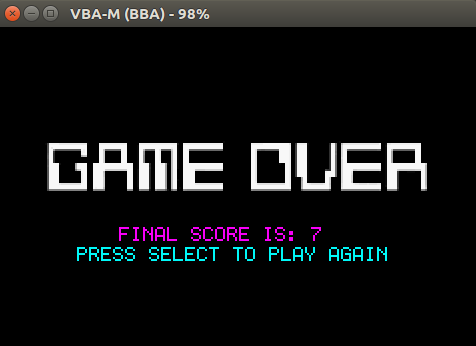 VBA-M (BBA) - 98%
GAME OVER
FINAL SCORE IS: 7
PRESS SELECT TO PLAY AGAIN